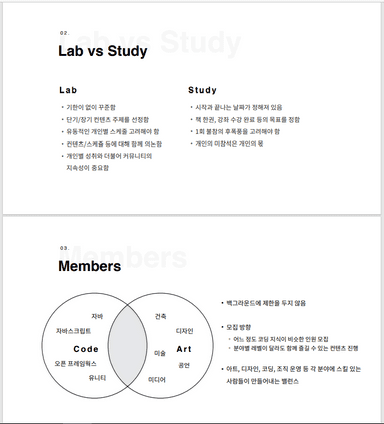 02.
Lab vs Study
Lab vs Study
Lab
• 기한이 없이 꾸준함
• 단기/장기 컨텐츠 주제를 선정함
• 유동적인 개인별 스케줄 고려해야 함
• 컨텐츠/스케줄 등에 대해 함께 의논함
• 개인별 성취와 더불어 커뮤니티의
지속성이 중요함
Study
• 시작과 끝나는 날짜가 정해져 있음
• 책 한권, 강좌 수강 완료 등의 목표를 정함
• 1회 불참의 후폭풍을 고려해야 함
• 개인의 미참석은 개인의 몫
03.
Members
Members
자바
자바스크립트
Code
오픈 프레임웍스
유니티
건축
디자인
미술
Art
공연
미디어
• 백그라운드에 제한을 두지 않음
• 모집 방향
• 어느 정도 코딩 지식이 비슷한 인원 모집
• 분야별 레벨이 달라도 함께 즐길 수 있는 컨텐츠 진행
• 아트, 디자인, 코딩, 조직 운영 등 각 분야에 스킬 있는
사람들이 만들어내는 밸런스